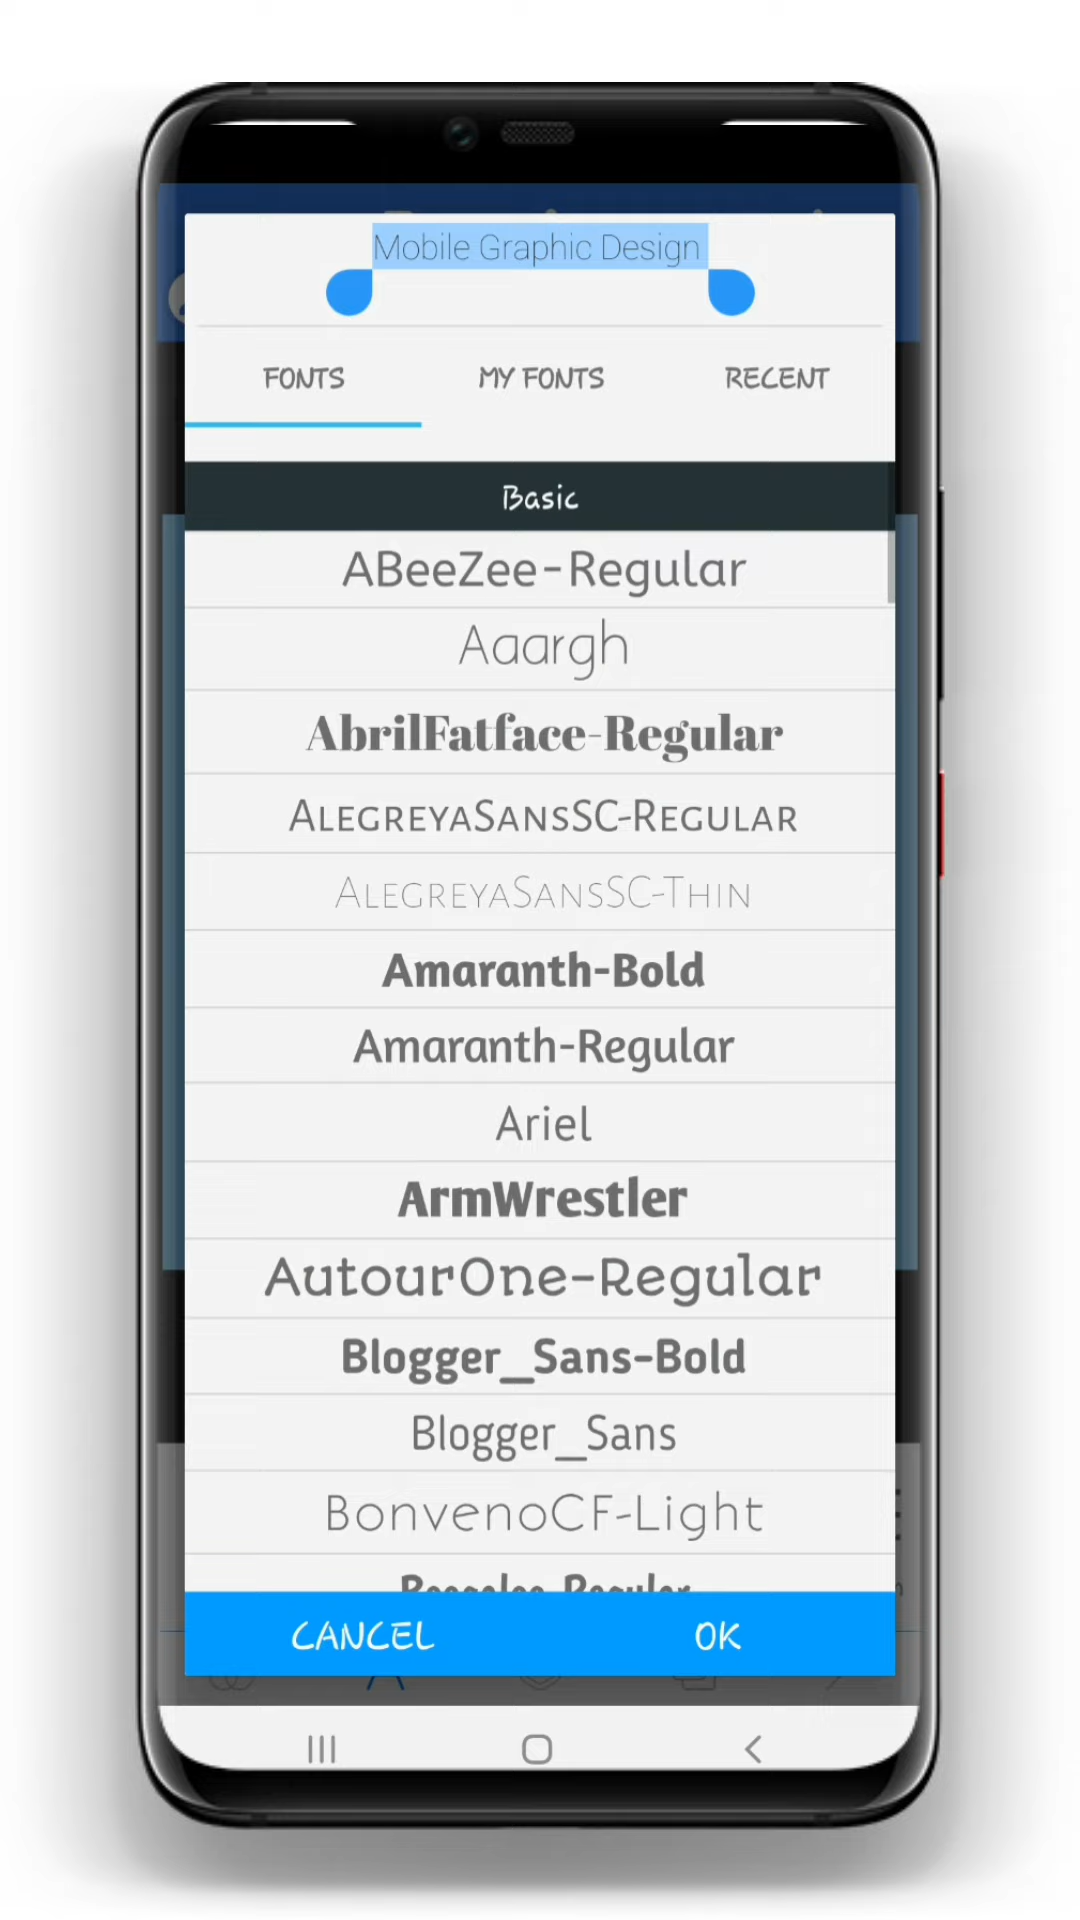 Mobile Graphic Design
FONTS MY FONTS RECENT
Basic
ABeeZee-Regular
Aaargh
AbrilFatface-Regular
AlegreyaSansSC-Regular
AlegreyaSansSC-Thin
Amaranth-Bold
Amaranth-Regular
Ariel
ArmWrestler
AutourOne-Regular
Blogger_Sans-Bold
Blogger_Sans
BonvenoCF-Light
CANCEL OK